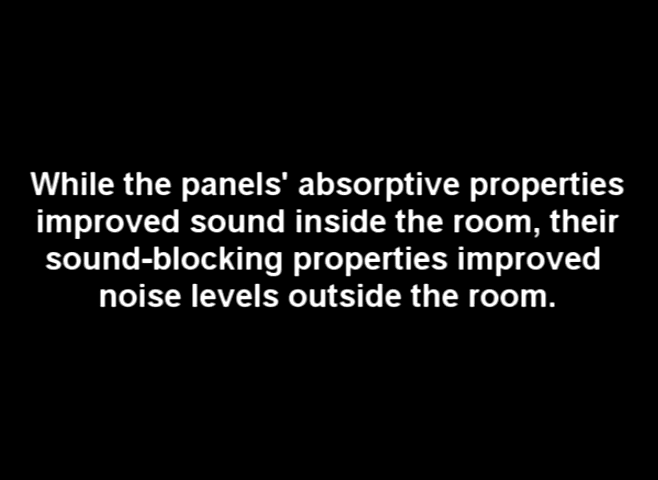 While the panels' absorptive properties
improved sound inside the room, their
sound-blocking properties improved
noise levels outside the room.